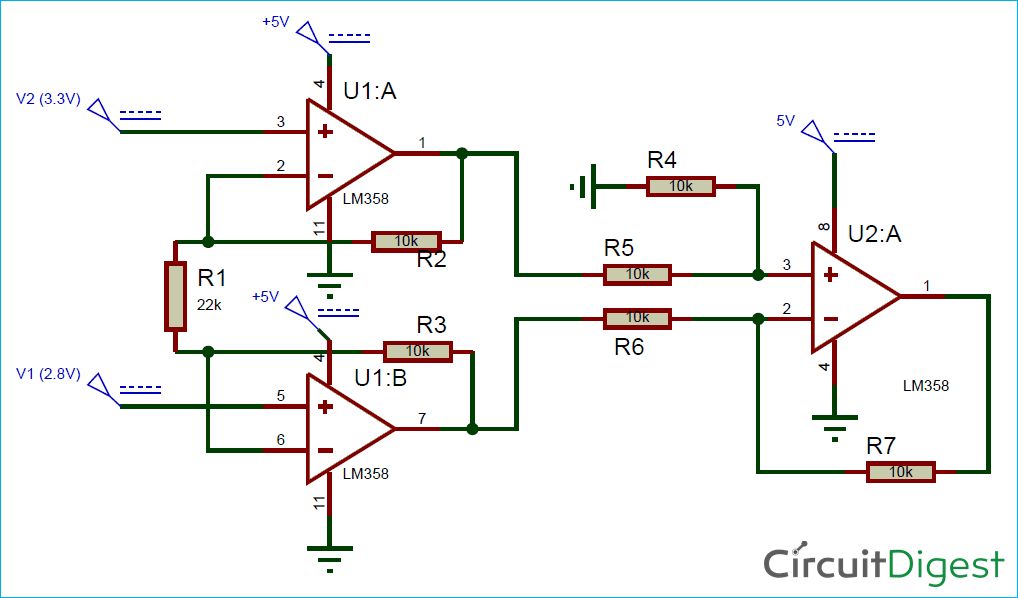 +5V
V2 (3.3V)
4
U1:A
3
1
2
LM358
11
10k
R2
R1
22k
+5V
R3
10k
4
U1:B
V1 (2.8V)
5
7
6
LM358
11
R4
10k
R5
10k
10k
R6
5V
8
U2:A
3
1
2
4
LM358
R7
10k
CircuitDigest